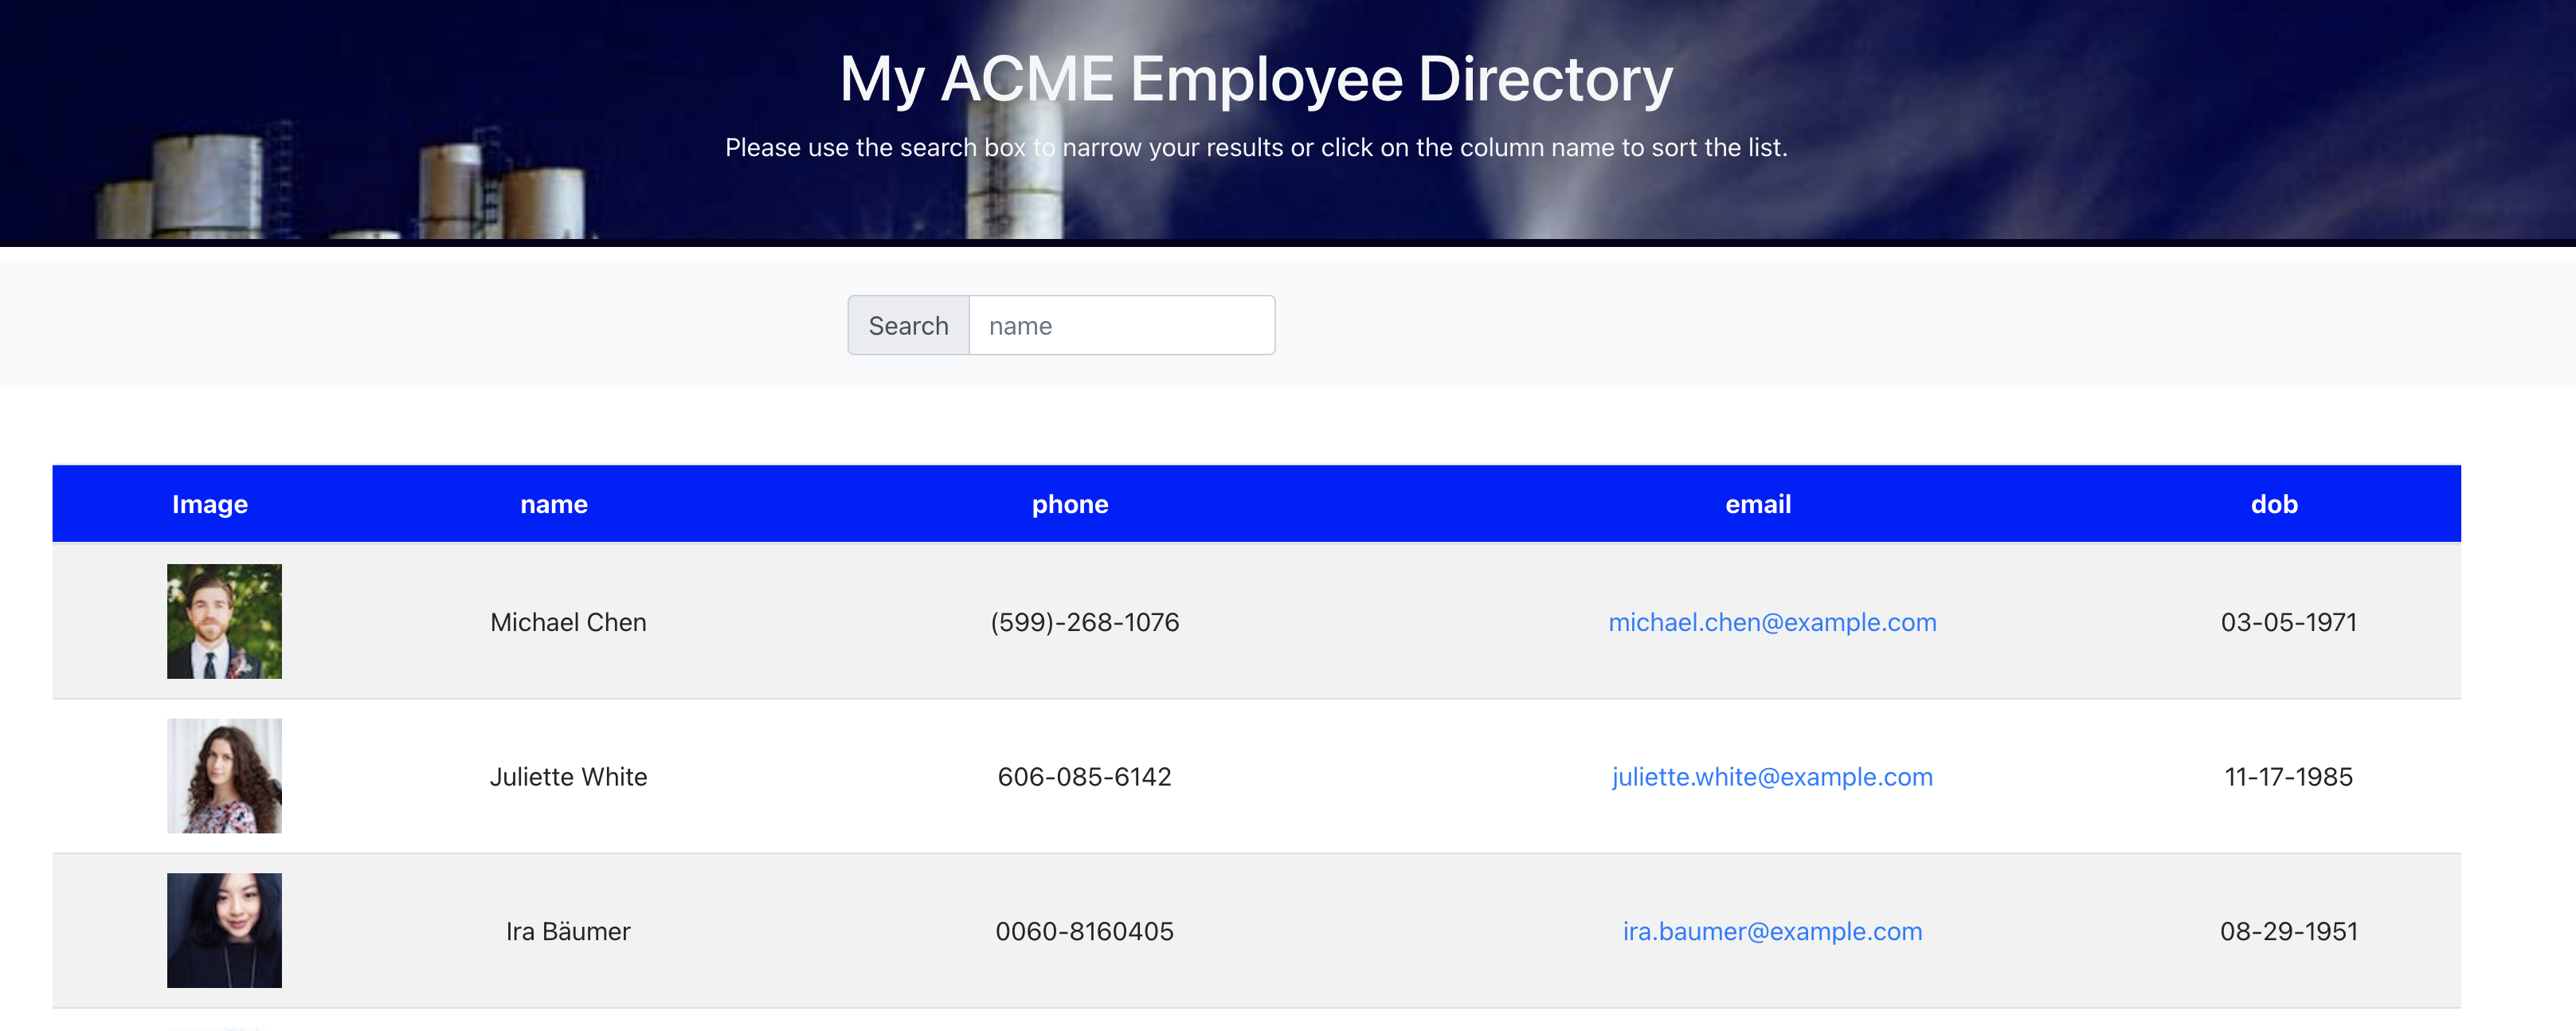 My ACME Employee Directory
Please use the search box to narrow your results or click on the column name to sort the list.
Search name
Image name phone email dob
Michael Chen (599)-268-1076 michael.chen@example.com 03-05-1971
Juliette White 606-085-6142 juliette.white@example.com 11-17-1985
Ira Bäumer 0060-8160405 ira.baumer@example.com 08-29-1951